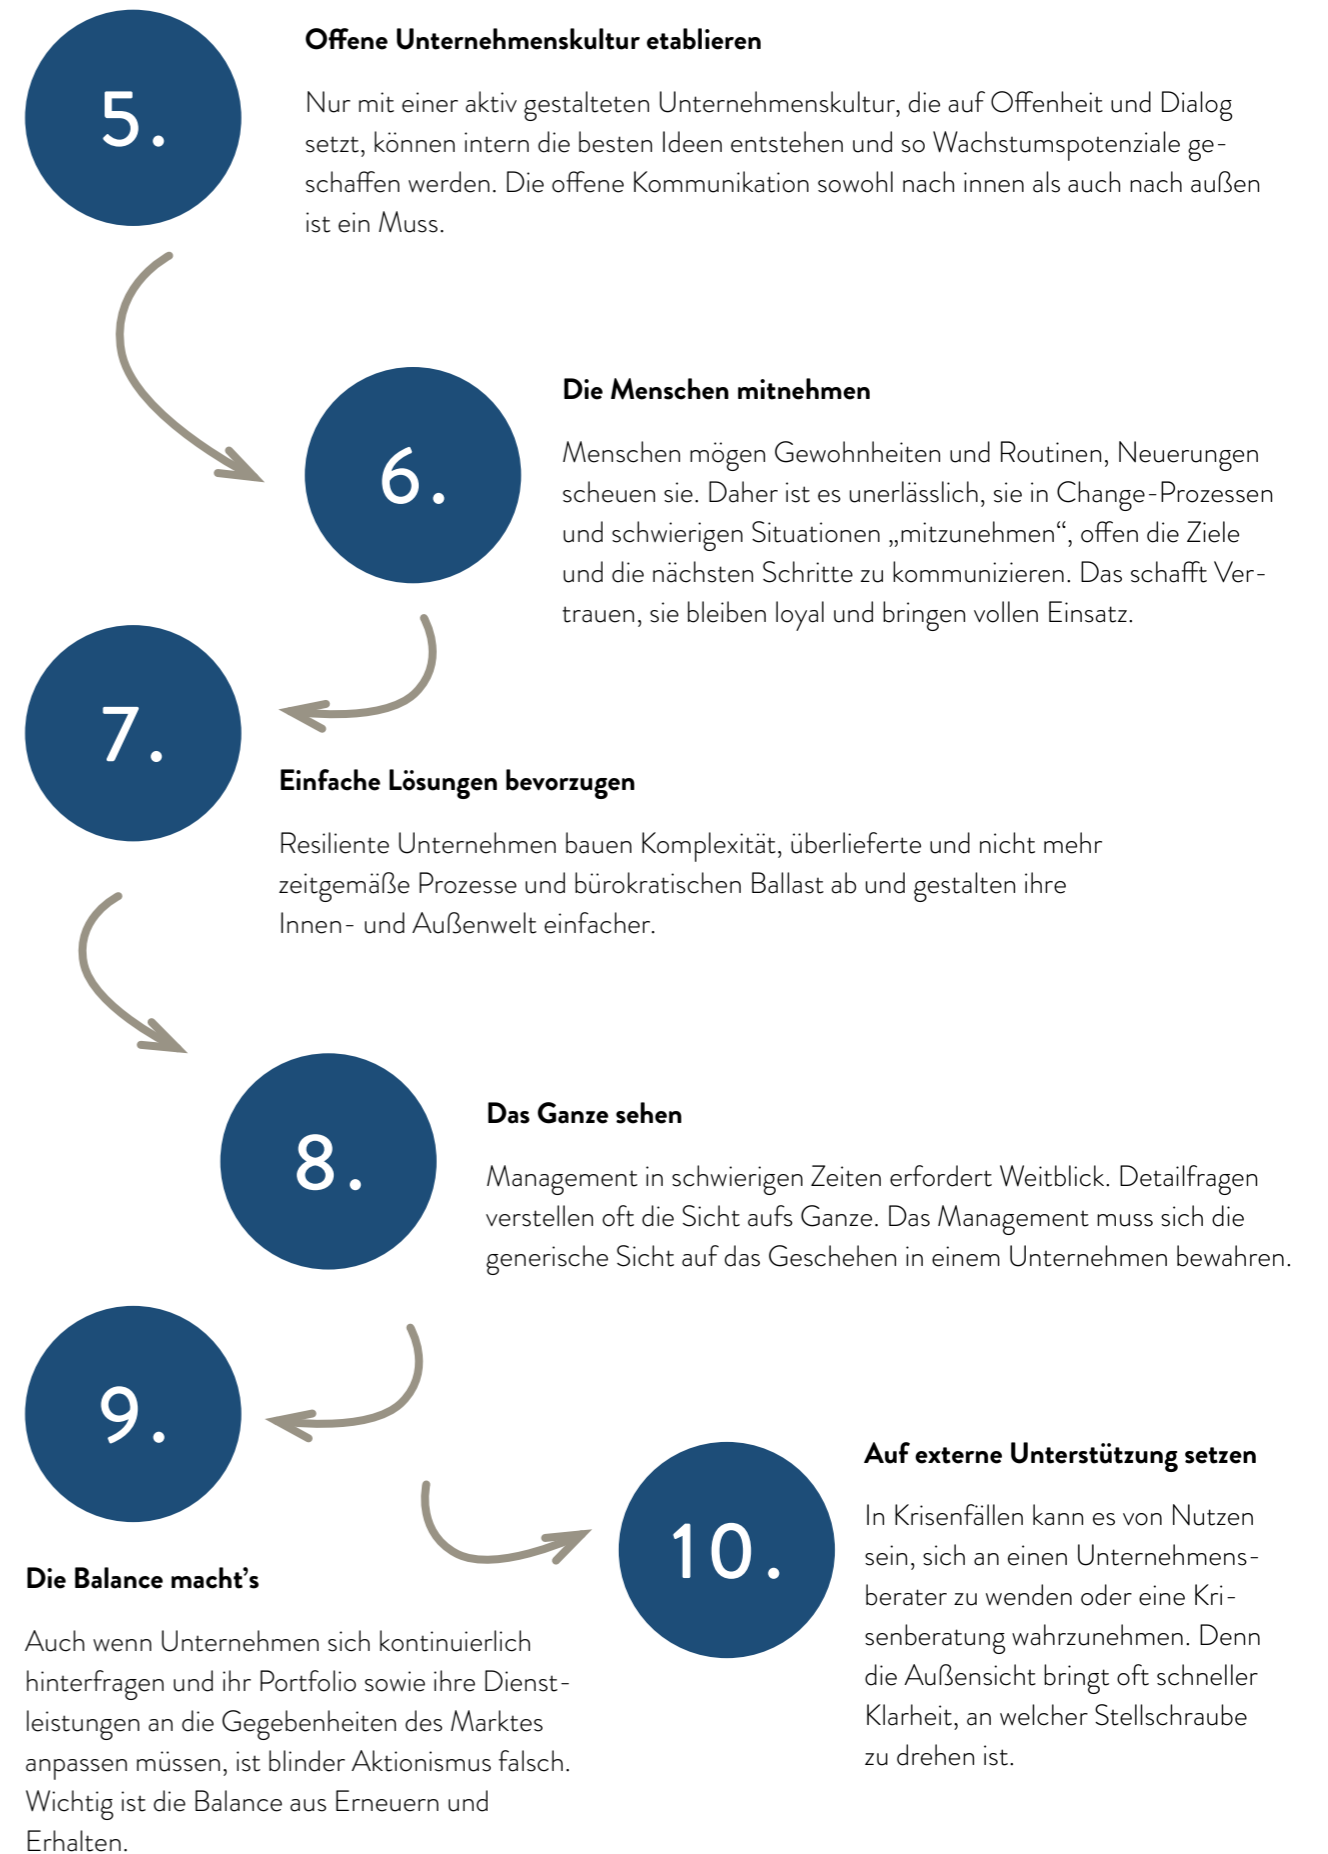 5.
Offene Unternehmenskultur etablieren
Nur mit einer aktiv gestalteten Unternehmenskultur, die auf Offenheit und Dialog
setzt, können intern die besten Ideen entstehen und so Wachstumspotenziale ge-
schaffen werden. Die offene Kommunikation sowohl nach innen als auch nach außen
ist ein Muss.
6.
Die Menschen mitnehmen
Menschen mögen Gewohnheiten und Routinen, Neuerungen
scheuen sie. Daher ist es unerlässlich, sie in Change-Prozessen
und schwierigen Situationen „mitzunehmen“, offen die Ziele
und die nächsten Schritte zu kommunizieren. Das schafft Ver-
trauen, sie bleiben loyal und bringen vollen Einsatz.
7.
Einfache Lösungen bevorzugen
Resiliente Unternehmen bauen Komplexität, überlieferte und nicht mehr
zeitgemäße Prozesse und bürokratischen Ballast ab und gestalten ihre
Innen- und Außenwelt einfacher.
8.
Das Ganze sehen
Management in schwierigen Zeiten erfordert Weitblick. Detailfragen
verstellen oft die Sicht aufs Ganze. Das Management muss sich die
generische Sicht auf das Geschehen in einem Unternehmen bewahren.
9.
Die Balance macht’s
Auch wenn Unternehmen sich kontinuierlich
hinterfragen und ihr Portfolio sowie ihre Dienst-
leistungen an die Gegebenheiten des Marktes
anpassen müssen, ist blinder Aktionismus falsch.
Wichtig ist die Balance aus Erneuern und
Erhalten.
10.
Auf externe Unterstützung setzen
In Krisenfällen kann es von Nutzen
sein, sich an einen Unternehmens-
berater zu wenden oder eine Kri-
senberatung wahrzunehmen. Denn
die Außensicht bringt oft schneller
Klarheit, an welcher Stellschraube
zu drehen ist.